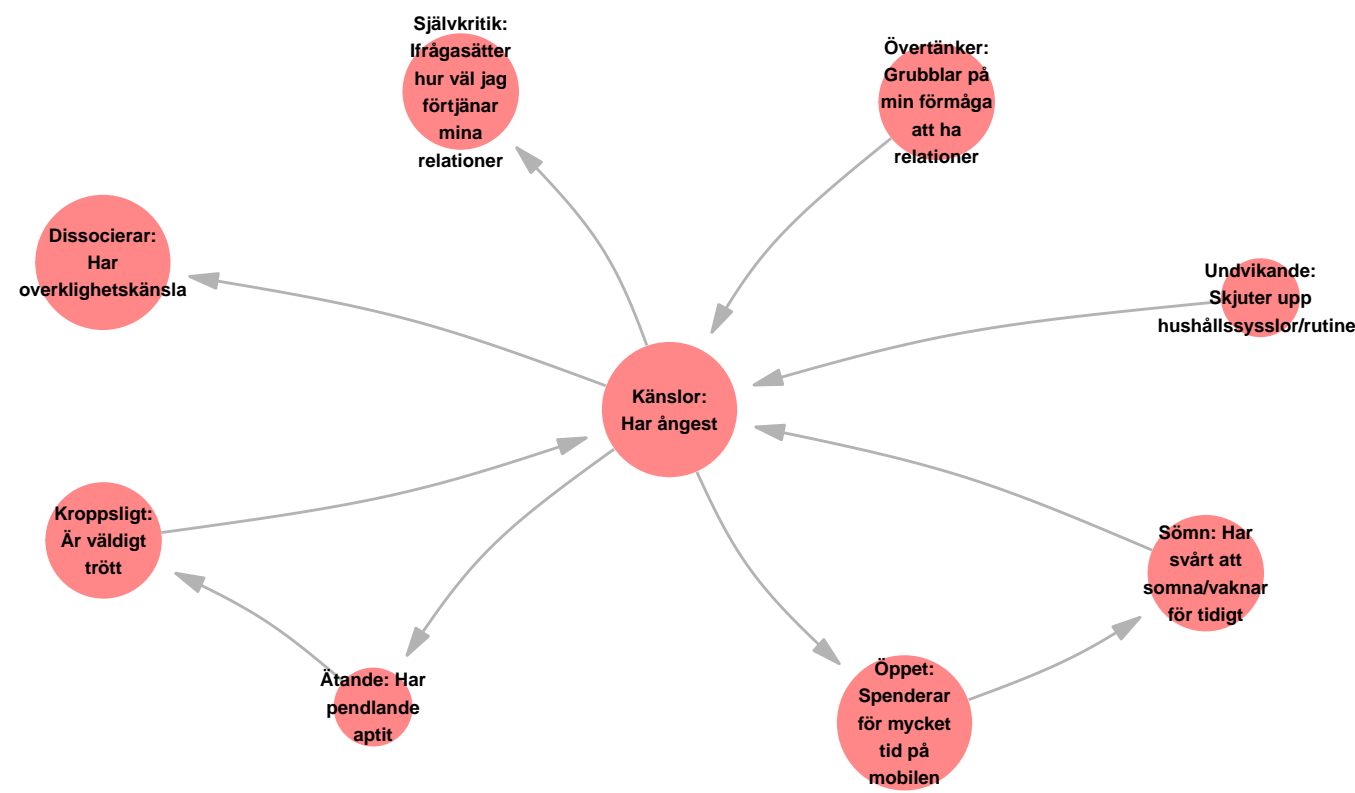 Självkritik:
Ifrågasätter
hur väl jag
förtjänar
mina
relationer
Övertänker:
Grubblar på
min förmåga
att ha
relationer
Dissocierar:
Har
overklighetskänsla
Undvikande:
Skjuter upp
hushållssysslor/rutine
Känslor:
Har ångest
Kroppsligt:
Är väldigt
trött
Sömn: Har
svårt att
somna/vaknar
för tidigt
Ätande: Har
pendlande
aptit
Öppet:
Spenderar
för mycket
tid på
mobilen